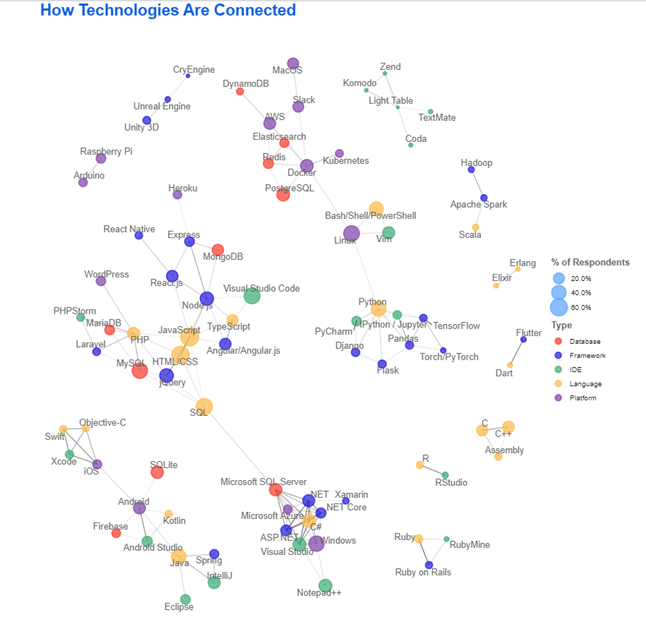 How Technologies Are Connected
CryEngine
MacOS
Zend
DynamoDB
Komodo
Slack
Unreal Engine
Light Table
AWS
TextMate
Unity 3D
Elasticsearch
Coda
Raspberry Pi
Redis
Kubernetes
Docker
Hadoop
Arduino
Heroku
PostgreSQL
Apache Spark
Bash/Shell/PowerShell
React Native
Express
Linux
Vim
Scala
MongoDB
Erlang
WordPress
React.js
Visual Studio Code
Elixir
% of Respondents
20.0%
40.0%
60.0%
Type
Database
Framework
IDE
Language
Platform
Node.js
Python
PHPStorm
MariaDB
JavaScript
TypeScript
PyCharm
IPython / Jupyter
TensorFlow
Flutter
PHP
Laravel
Angular/Angular.js
Django
Pandas
Torch/PyTorch
MySQL
HTML/CSS
Flask
Dart
jQuery
SQL
Objective-C
Swift
C
C++
Xcode
iOS
SQLite
Assembly
R
RStudio
Microsoft SQL Server
.NET
Xamarin
Android
Microsoft Azure
.NET Core
Kotlin
C#
Firebase
ASP.NET
Windows
Ruby
RubyMine
Android Studio
Visual Studio
Java
Spring
IntelliJ
Ruby on Rails
Notepad++
Eclipse